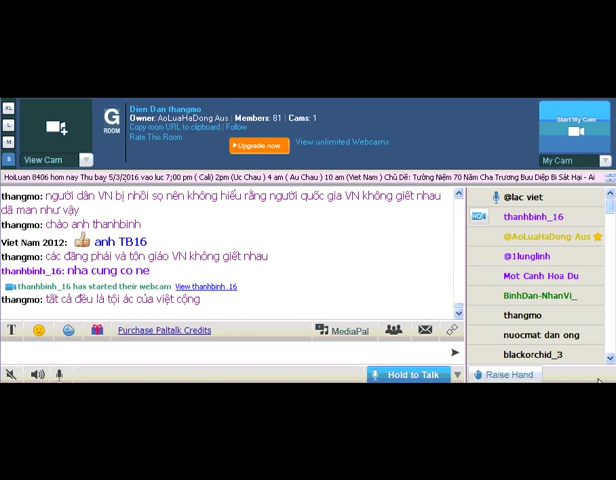 XL
L
M
S
View Cam
G
ROOM
Dien Dan thangmo
Owner: AoLuaHaDong Aus | Members: 81 | Cams: 1
Copy room URL to clipboard | Follow
Rate This Room
Upgrade now
View unlimited Webcams
Start My Cam
My Cam
HoiLuan 8406 hom nay Thu bay 5/3/2016 vao luc 7;00 pm ( Cali) 2pm (Uc Chau ) 4 am ( Au Chau ) 10 am (Viet Nam ) Chủ Đề: Tưởng Niệm 70 Năm Cha Trương Buu Diệp Bi Sát Hại - Ai
thangmo: người dân VN bị nhồi sọ nên không hiểu rằng người quốc gia VN không giết nhau
dã man như vậy
thangmo: chào anh thanhbinh
Viet Nam 2012: anh TB16
thangmo: các đảng phái và tôn giáo VN không giết nhau
thanhbinh_16: nha cung co ne
thanhbinh_16 has started their webcam View thanhbinh_16
thangmo: tất cả đều là tội ác của việt cộng
@lac viet
HD
thanhbinh_16
@AoLuaHaDong Aus
@1lunglinh
Mot Canh Hoa Du
BinhDan-NhanVi_
thangmo
nuocmat dan ong
blackorchid_3
T
Purchase Paltalk Credits
MediaPal
Hold to Talk
Raise Hand